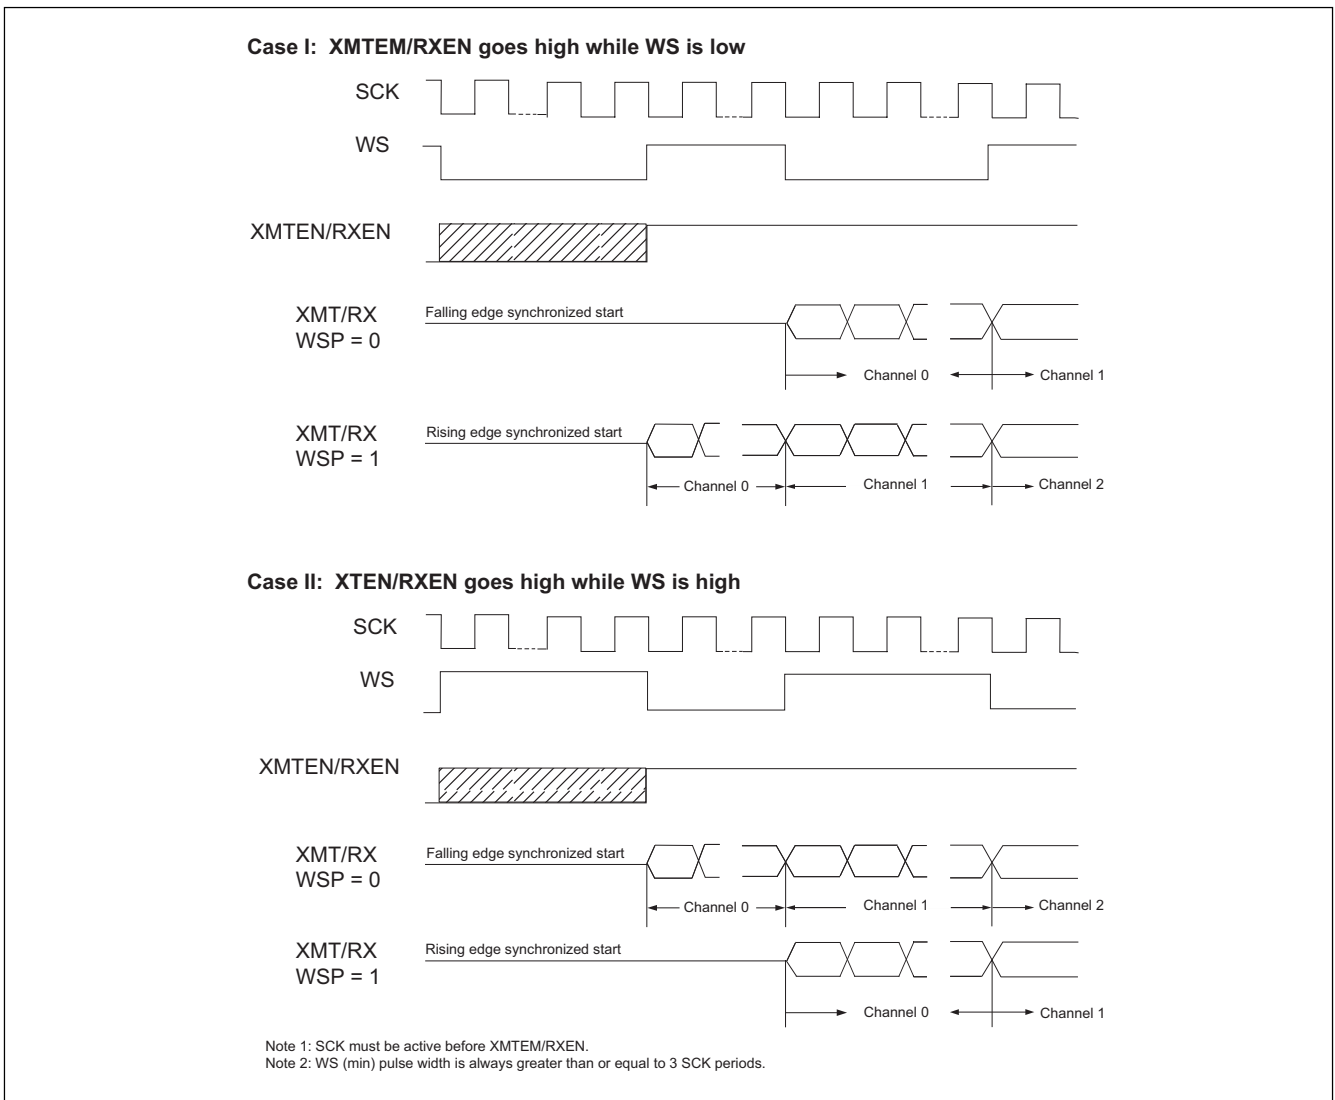 Case I: XMTEM/RXEN goes high while WS is low
SCK
WS
XMTEN/RXEN
XMT/RX
WSP = 0
Falling edge synchronized start
Channel 0
Channel 1
XMT/RX
WSP = 1
Rising edge synchronized start
Channel 0
Channel 1
Channel 2
Case II: XTEN/RXEN goes high while WS is high
SCK
WS
XMTEN/RXEN
XMT/RX
WSP = 0
Falling edge synchronized start
Channel 0
Channel 1
Channel 2
XMT/RX
WSP = 1
Rising edge synchronized start
Channel 0
Channel 1
Note 1: SCK must be active before XMTEM/RXEN.
Note 2: WS (min) pulse width is always greater than or equal to 3 SCK periods.